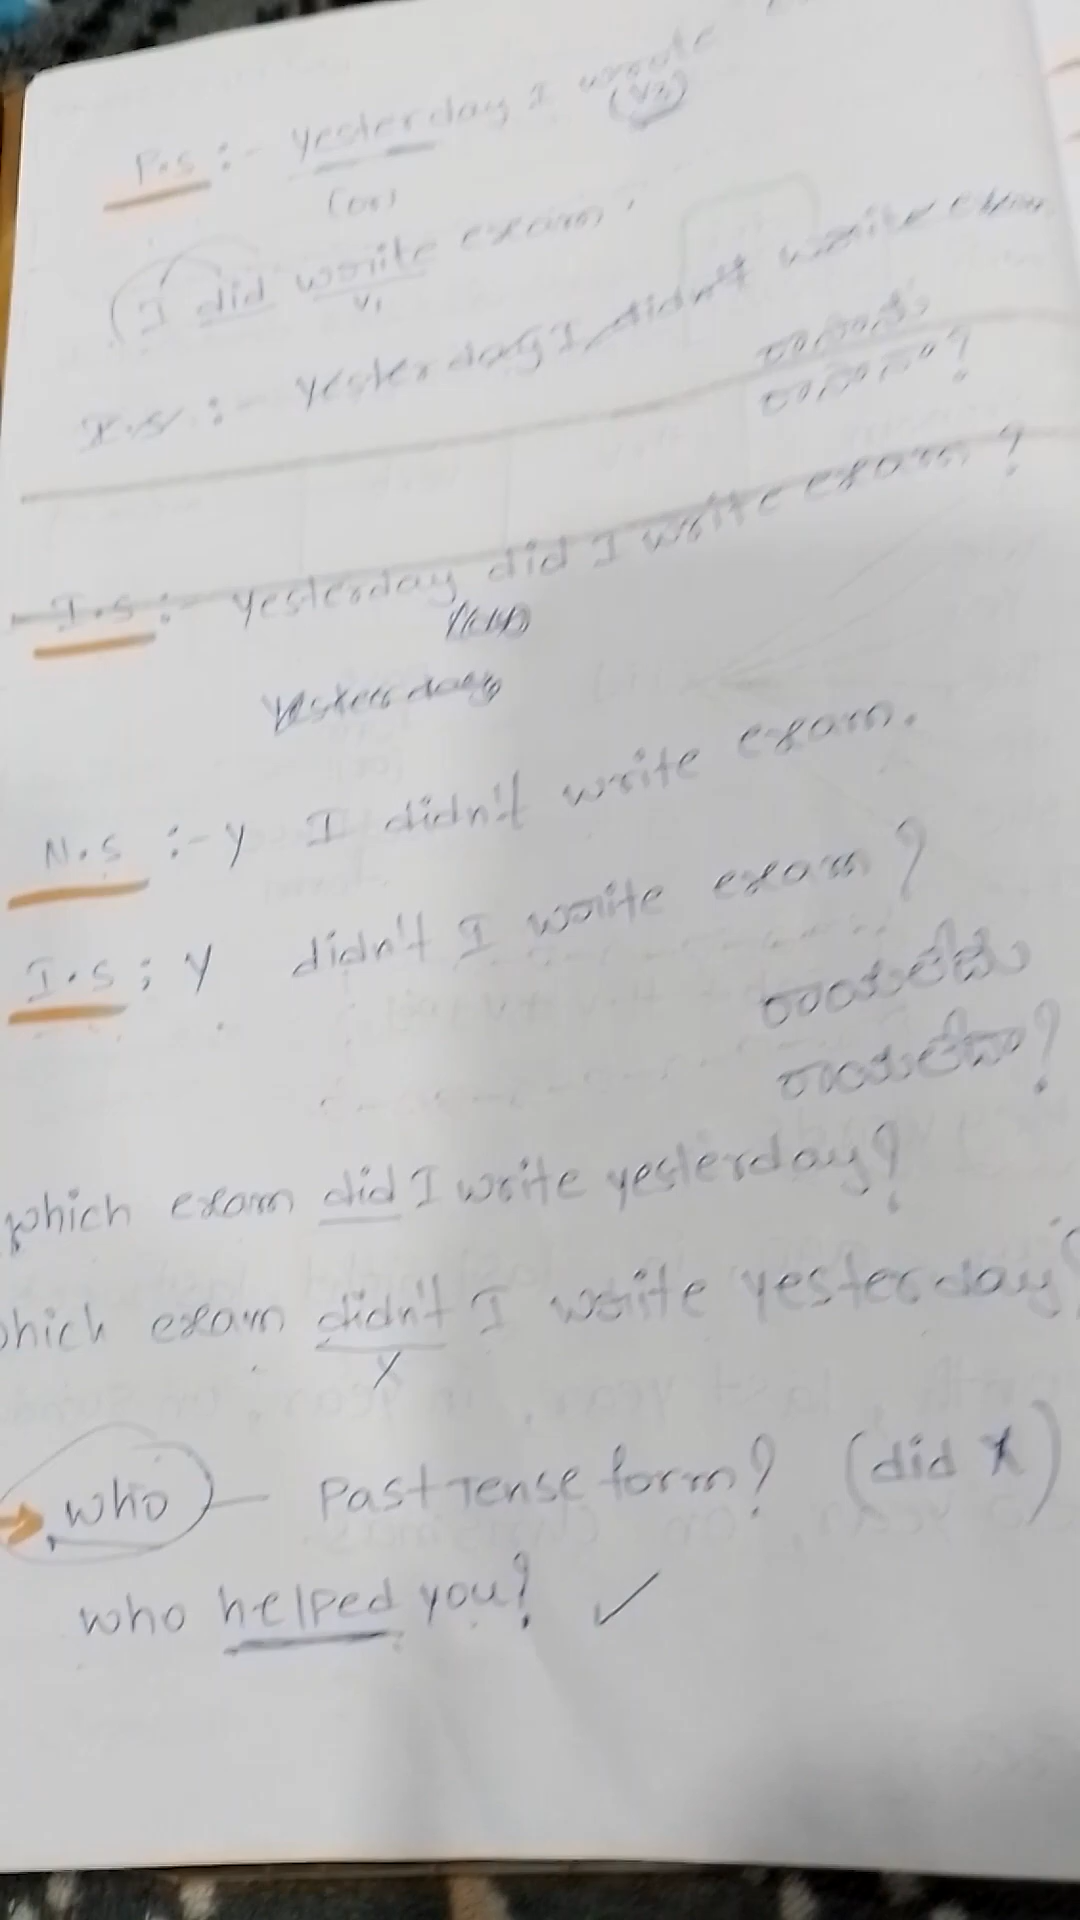 P.S :- Yesterday I wrote
(V2)
(or)
(I did write exam.
V1
I.S :- Yesterday I didn't write exam
I.S :- Yesterday did I write exam?
Yesterday
N.S :- Y I didn't write exam.
I.S ; Y didn't I write exam?
which exam did I write yesterday?
which exam didn't I write yesterday?
who — Past Tense form? (did x)
who helped you? ✓